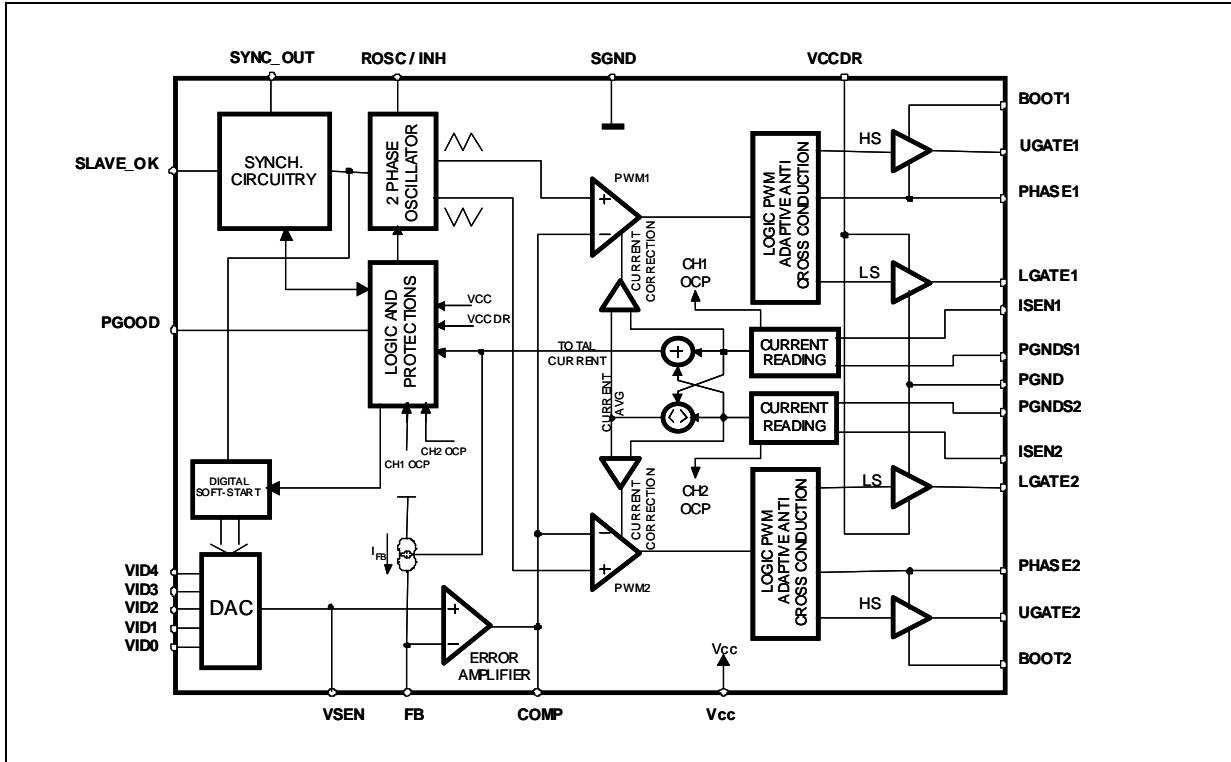 SYNC_OUT
ROSC / INH
SGND
VCCDR
BOOT1
UGATE1
PHASE1
LGATE1
ISEN1
PGNDS1
PGND
PGNDS2
ISEN2
LGATE2
PHASE2
UGATE2
BOOT2
SLAVE_OK
PGOOD
VID4
VID3
VID2
VID1
VID0
VSEN
FB
COMP
Vcc
SYNCH.
CIRCUITRY
2 PHASE
OSCILLATOR
LOGIC AND
PROTECTIONS
VCC
VCCDR
TOTAL
CURRENT
CH1 OCP
CH2 OCP
DIGITAL
SOFT-START
DAC
IFB
ERROR
AMPLIFIER
PWM1
CURRENT
CORRECTION
CURRENT
AVG
CURRENT
CORRECTION
PWM2
+
−
−
+
+
−
+
< >
CH1
OCP
CH2
OCP
CURRENT
READING
CURRENT
READING
LOGIC PWM
ADAPTIVE ANTI
CROSS CONDUCTION
LOGIC PWM
ADAPTIVE ANTI
CROSS CONDUCTION
HS
LS
LS
HS
Vcc